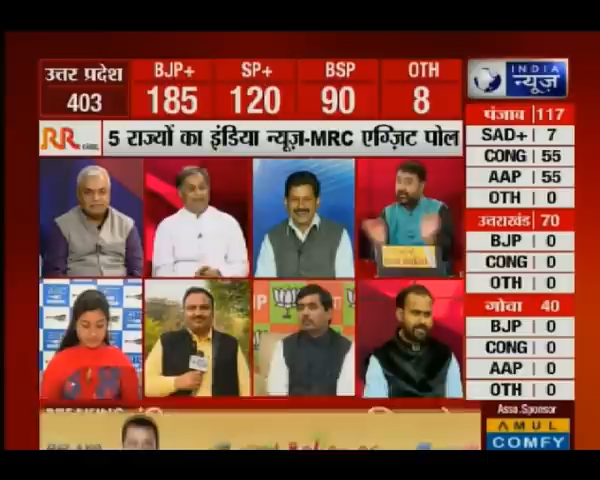 उत्तर प्रदेश BJP+ SP+ BSP OTH
403 185 120 90 8
INDIA
न्यूज़
RR
5 राज्यों का इंडिया न्यूज़-MRC एग्ज़िट पोल
पंजाब 117
SAD+ 7
CONG 55
AAP 55
OTH 0
उत्तराखंड 70
BJP 0
CONG 0
OTH 0
गोवा 40
BJP 0
CONG 0
AAP 0
OTH 0
Asso.Sponsor
AMUL
COMFY